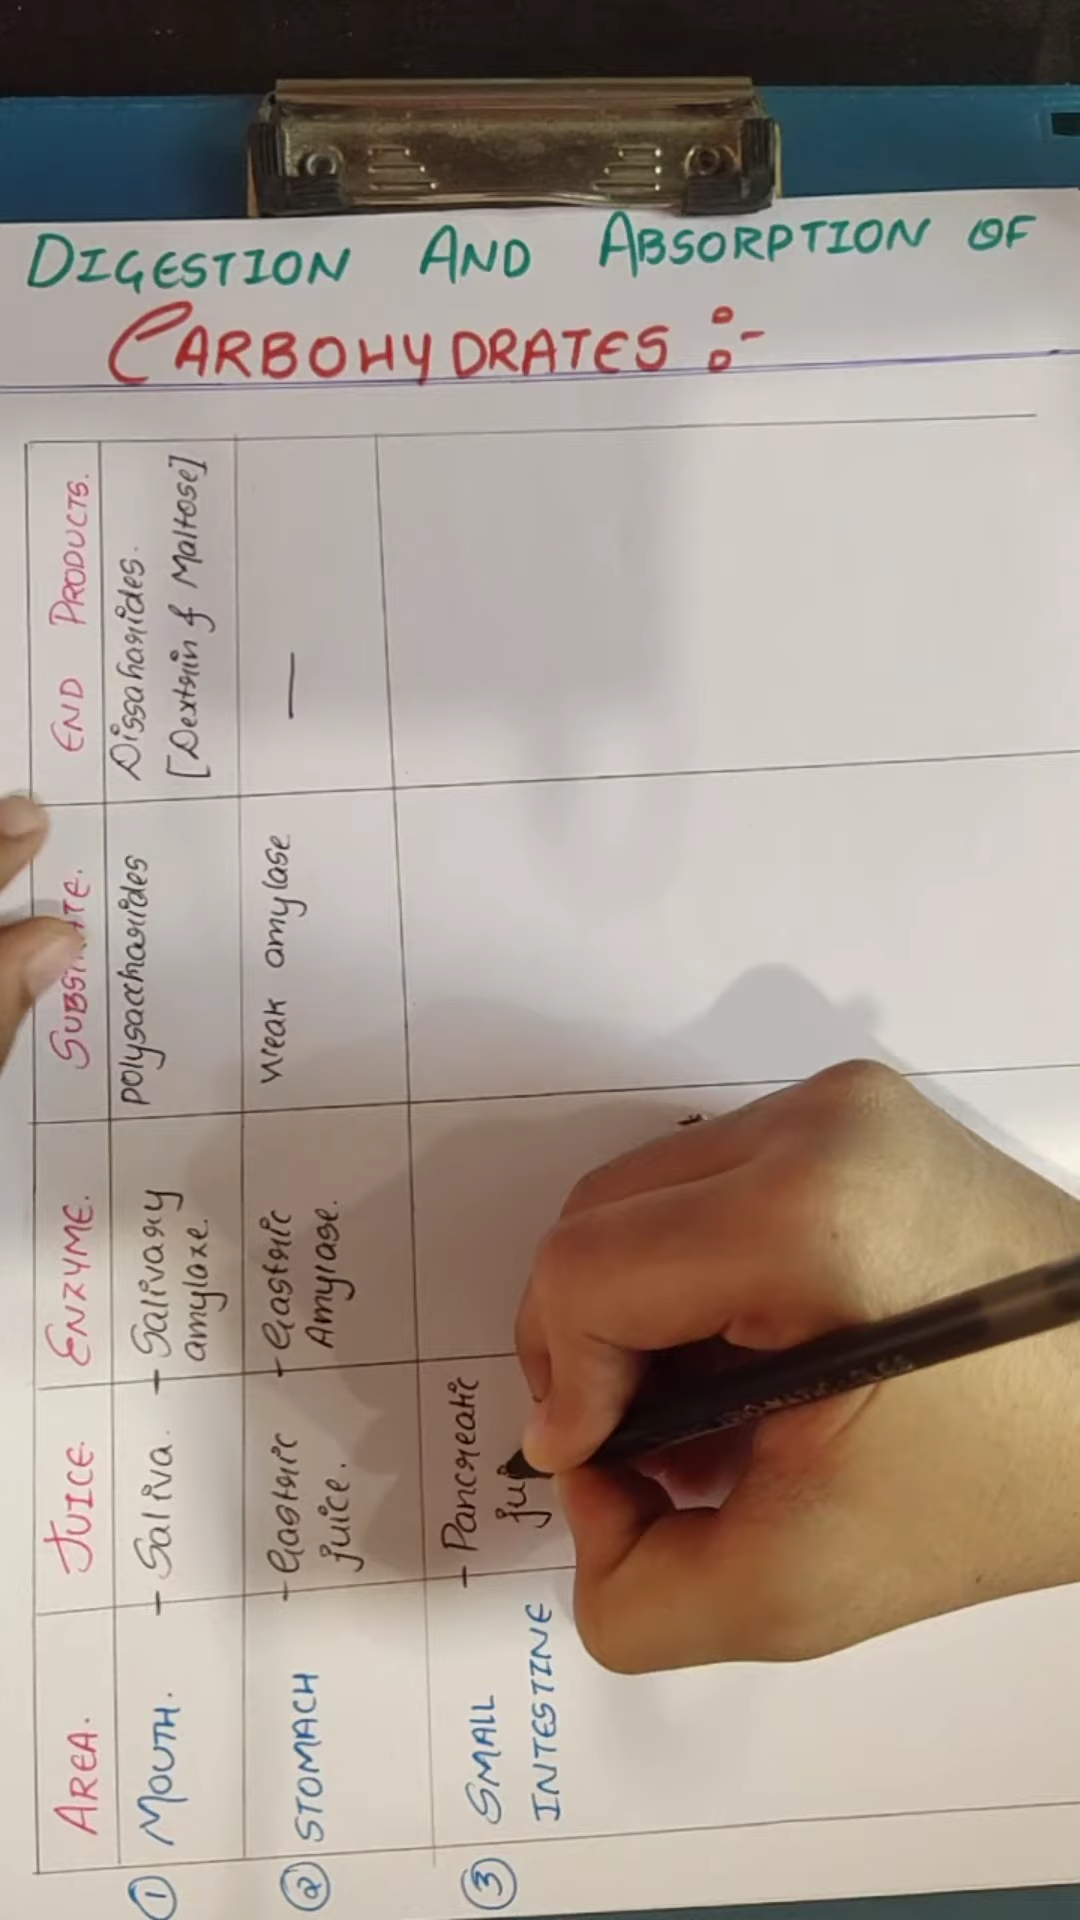 DIGESTION AND ABSORPTION OF
CARBOHYDRATES :-
AREA. JUICE ENZYME. SUBSTRATE. END PRODUCTS.
① MOUTH. - Saliva. - Salivary amylaxe. polysaccharides Dissaharides. [Dextrin & Maltose]
② STOMACH - Gastric juice. - Gastric Amylase. Weak amylase —
③ SMALL INTESTINE - Pancreatic